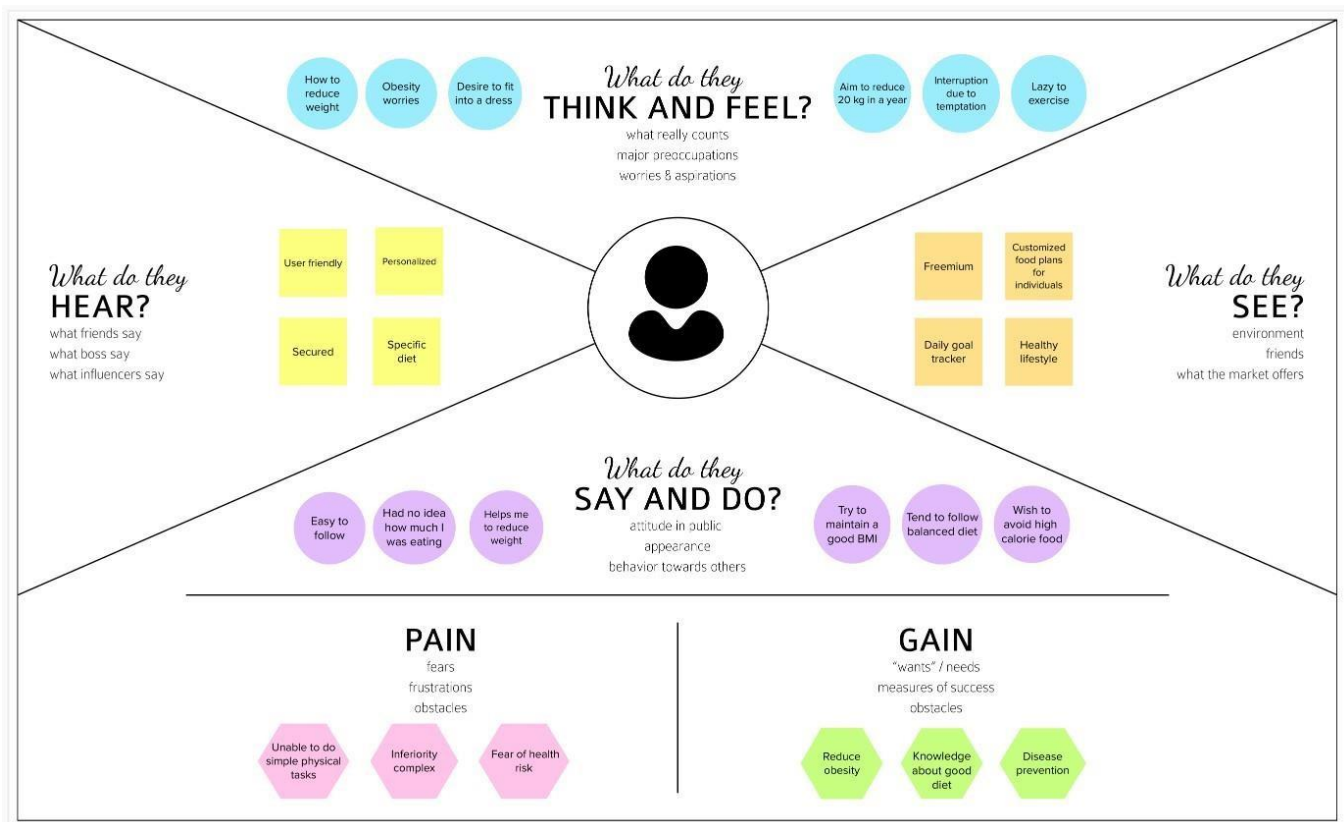 What do they
THINK AND FEEL?
what really counts
major preoccupations
worries & aspirations
How to
reduce
weight
Obesity
worries
Desire to fit
into a dress
Aim to reduce
20 kg in a year
Interruption
due to
temptation
Lazy to
exercise
What do they
HEAR?
what friends say
what boss say
what influencers say
User friendly
Personalized
Secured
Specific
diet
Freemium
Customized
food plans
for
individuals
Daily goal
tracker
Healthy
lifestyle
What do they
SEE?
environment
friends
what the market offers
What do they
SAY AND DO?
attitude in public
appearance
behavior towards others
Easy to
follow
Had no idea
how much I
was eating
Helps me
to reduce
weight
Try to
maintain a
good BMI
Tend to follow
balanced diet
Wish to
avoid high
calorie food
PAIN
fears
frustrations
obstacles
Unable to do
simple physical
tasks
Inferiority
complex
Fear of health
risk
GAIN
"wants" / needs
measures of success
obstacles
Reduce
obesity
Knowledge
about good
diet
Disease
prevention